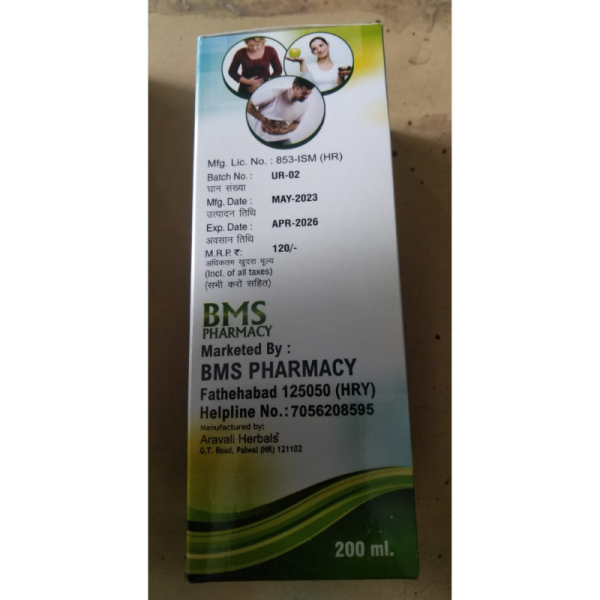 Mfg. Lic. No. : 853-ISM (HR)
Batch No. : UR-02
घान संख्या
Mfg. Date : MAY-2023
उत्पादन तिथि
Exp. Date : APR-2026
अवसान तिथि
M.R.P. ₹: 120/-
अधिकतम खुदरा मूल्य
(Incl. of all taxes)
(सभी करों सहित)
BMS
PHARMACY
Marketed By :
BMS PHARMACY
Fathehabad 125050 (HRY)
Helpline No.: 7056208595
Manufactured by:
Aravali Herbals
G.T. Road, Palwal (HR) 121102
200 ml.